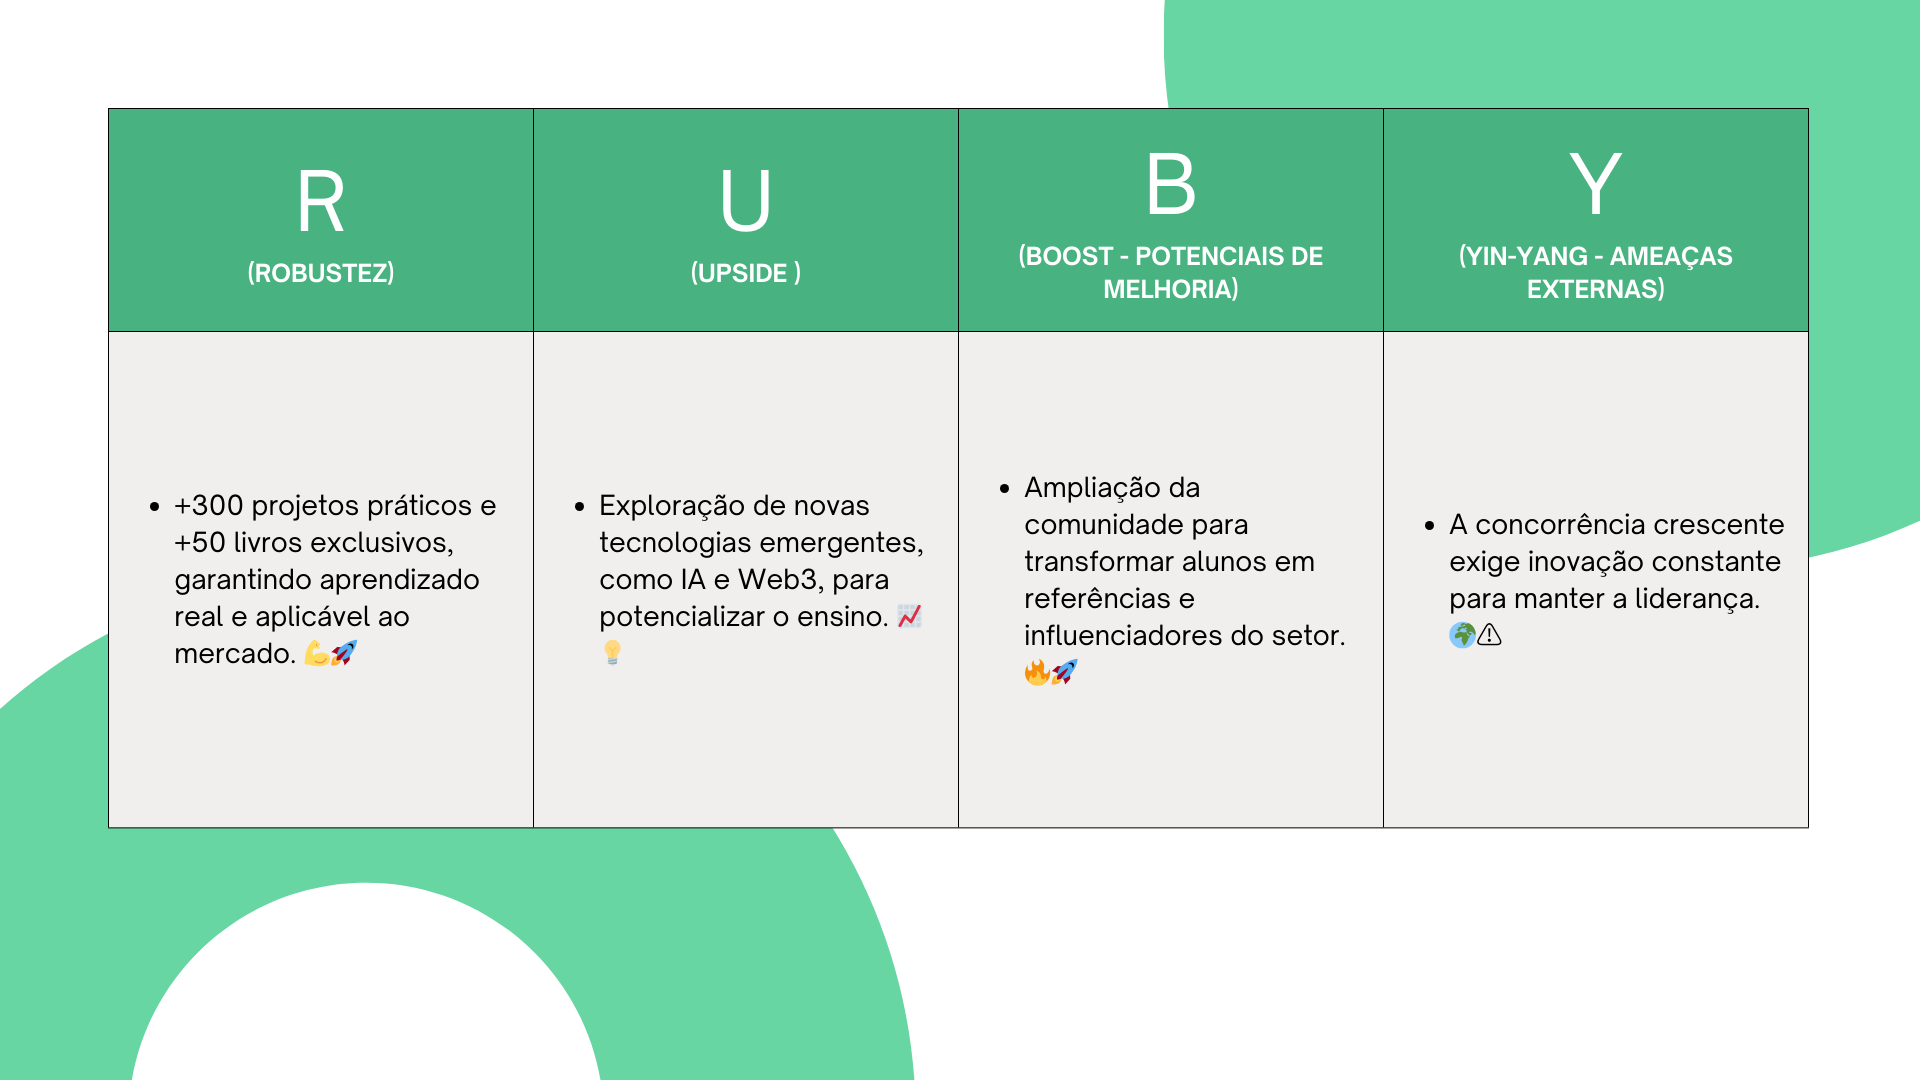 R
(ROBUSTEZ)
U
(UPSIDE )
B
(BOOST - POTENCIAIS DE
MELHORIA)
Y
(YIN-YANG - AMEAÇAS
EXTERNAS)
• +300 projetos práticos e
+50 livros exclusivos,
garantindo aprendizado
real e aplicável ao
mercado. 💪🚀
• Exploração de novas
tecnologias emergentes,
como IA e Web3, para
potencializar o ensino. 📈
💡
• Ampliação da
comunidade para
transformar alunos em
referências e
influenciadores do setor.
🔥🚀
• A concorrência crescente
exige inovação constante
para manter a liderança.
🌍⚠